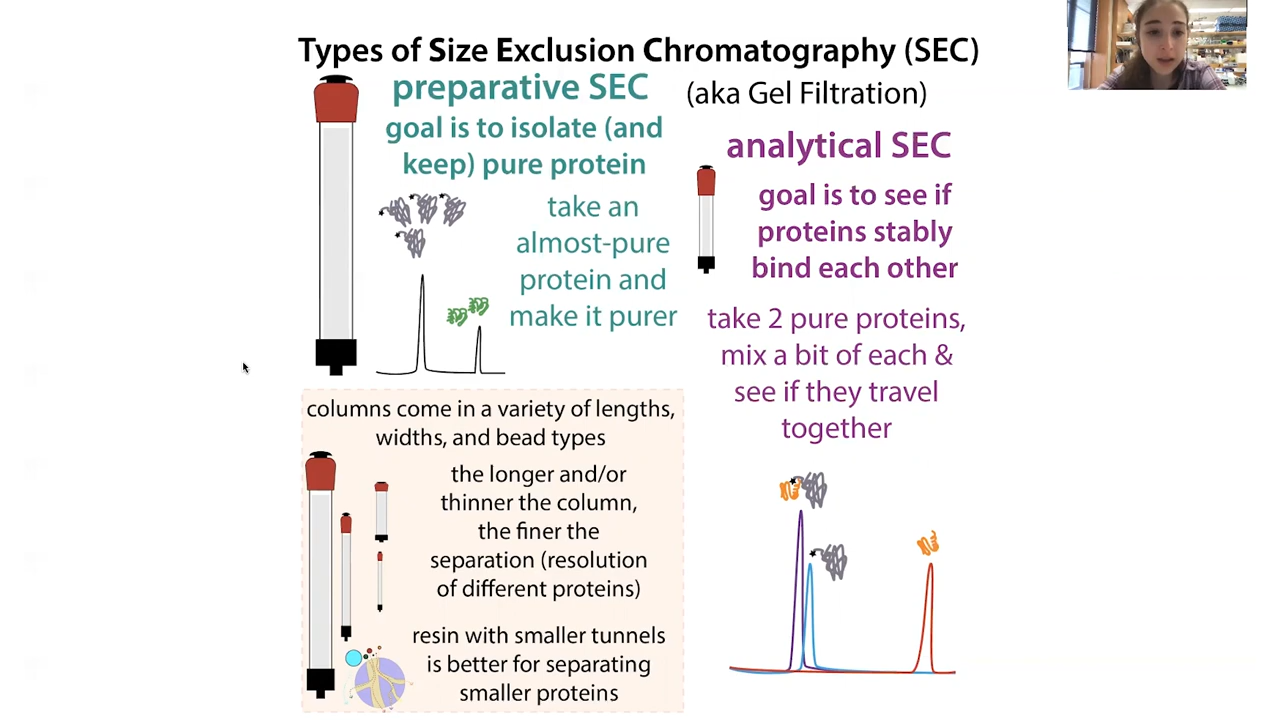 Types of Size Exclusion Chromatography (SEC)
(aka Gel Filtration)
preparative SEC
goal is to isolate (and
keep) pure protein
take an
almost-pure
protein and
make it purer
analytical SEC
goal is to see if
proteins stably
bind each other
take 2 pure proteins,
mix a bit of each &
see if they travel
together
columns come in a variety of lengths,
widths, and bead types
the longer and/or
thinner the column,
the finer the
separation (resolution
of different proteins)
resin with smaller tunnels
is better for separating
smaller proteins